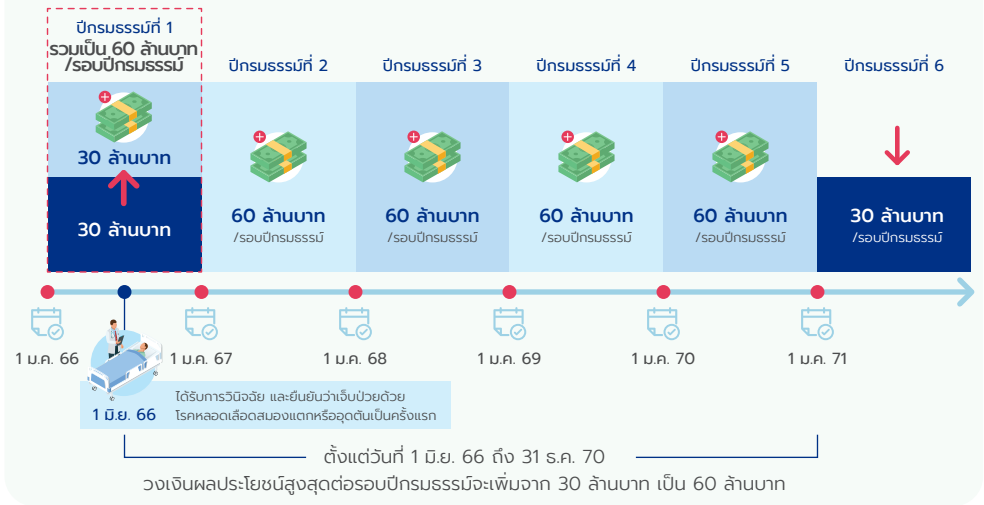 ปีกรมธรรม์ที่ 1
รวมเป็น 60 ล้านบาท
/รอบปีกรมธรรม์
ปีกรมธรรม์ที่ 2
ปีกรมธรรม์ที่ 3
ปีกรมธรรม์ที่ 4
ปีกรมธรรม์ที่ 5
ปีกรมธรรม์ที่ 6
30 ล้านบาท
30 ล้านบาท
60 ล้านบาท
/รอบปีกรมธรรม์
60 ล้านบาท
/รอบปีกรมธรรม์
60 ล้านบาท
/รอบปีกรมธรรม์
60 ล้านบาท
/รอบปีกรมธรรม์
30 ล้านบาท
/รอบปีกรมธรรม์
1 ม.ค. 66
1 ม.ค. 67
1 ม.ค. 68
1 ม.ค. 69
1 ม.ค. 70
1 ม.ค. 71
1 มิ.ย. 66
ได้รับการวินิจฉัย และยืนยันว่าเจ็บป่วยด้วย
โรคหลอดเลือดสมองแตกหรืออุดตันเป็นครั้งแรก
ตั้งแต่วันที่ 1 มิ.ย. 66 ถึง 31 ธ.ค. 70
วงเงินผลประโยชน์สูงสุดต่อรอบปีกรมธรรม์จะเพิ่มจาก 30 ล้านบาท เป็น 60 ล้านบาท